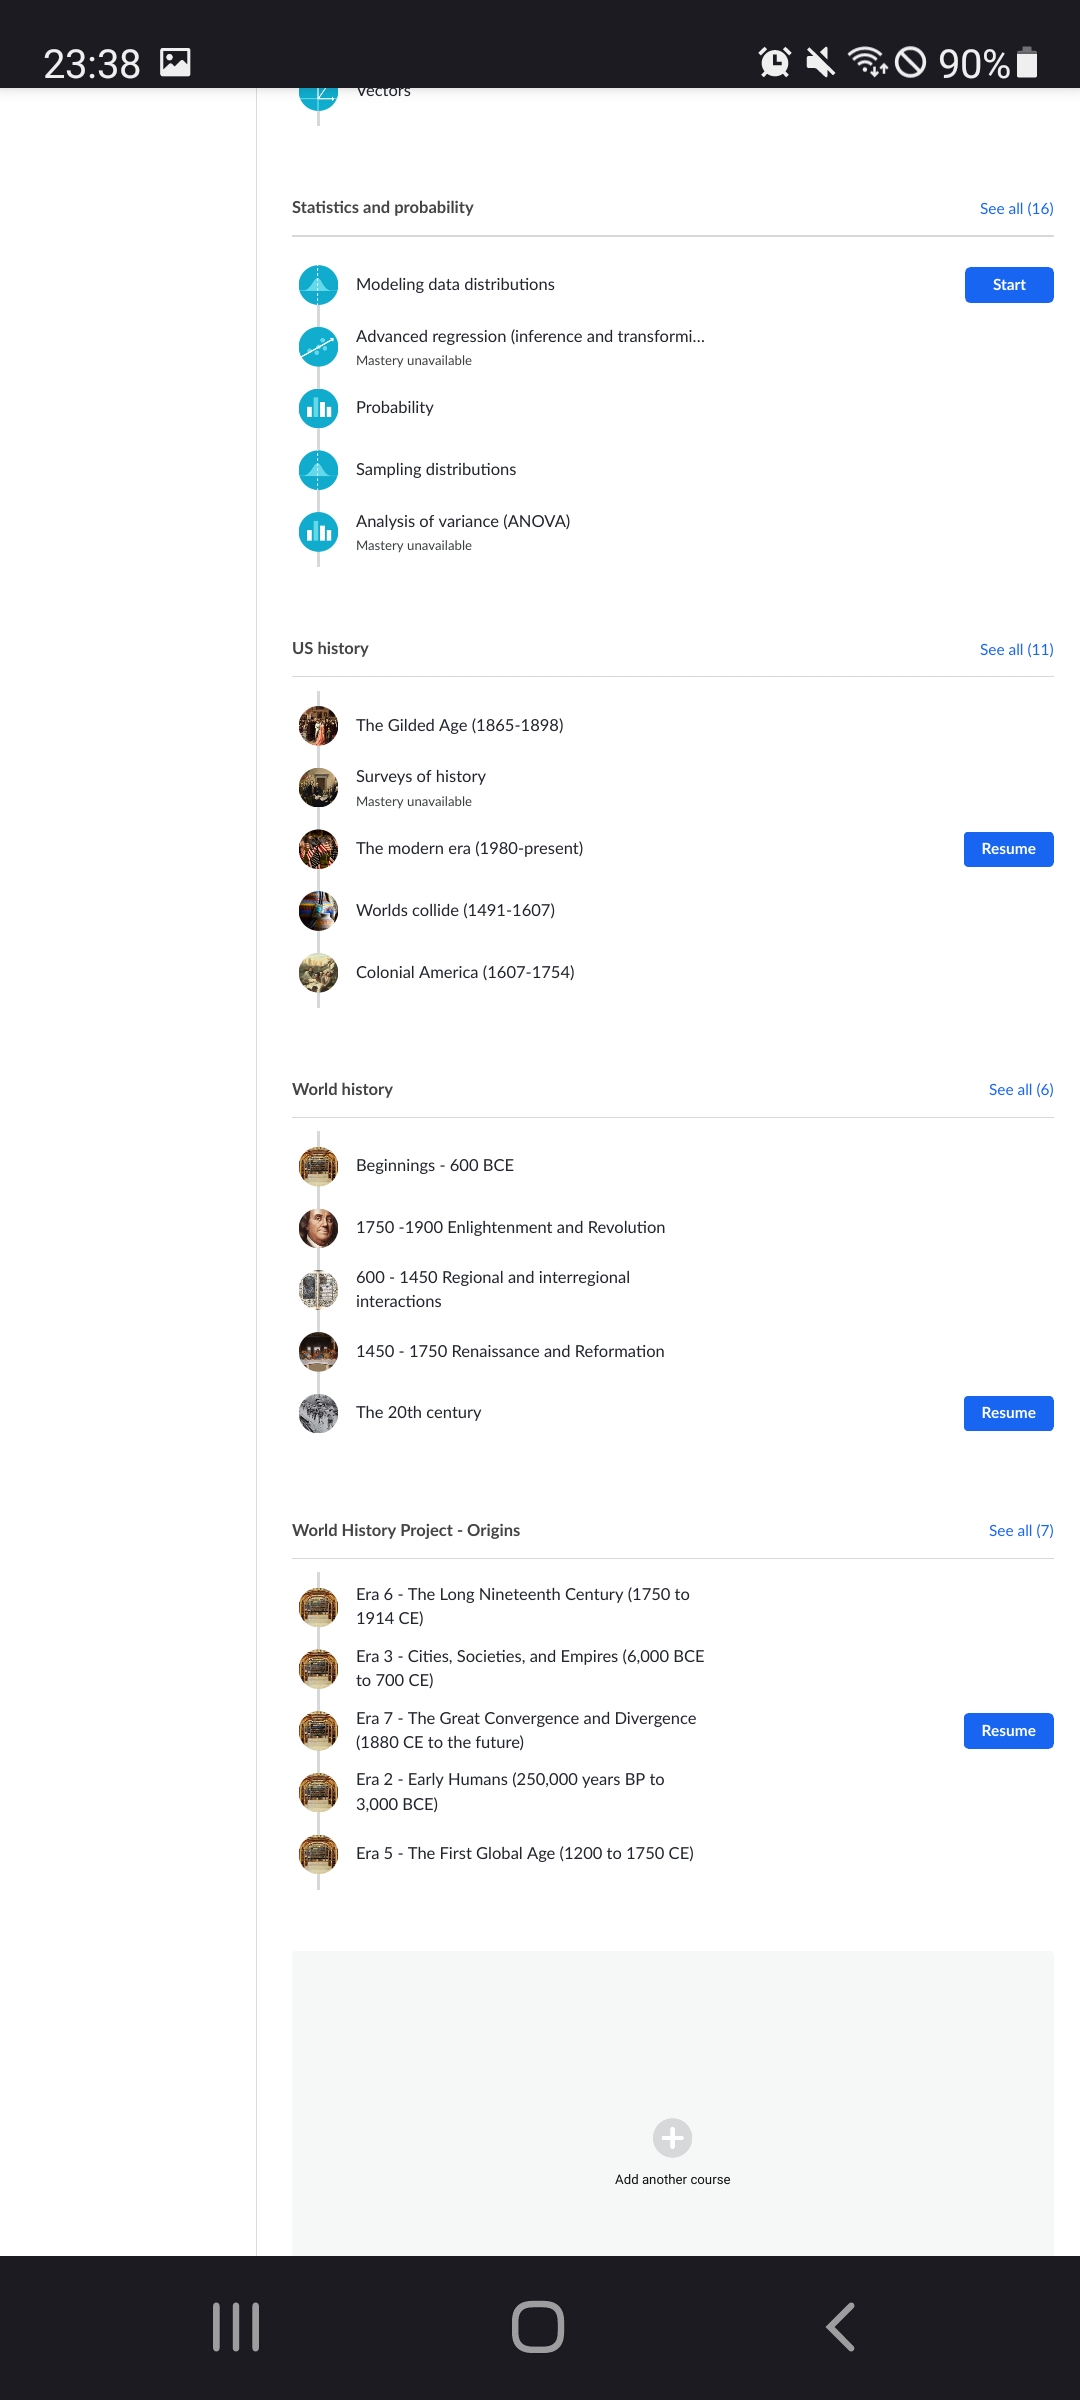 23:38
90%
Vectors
Statistics and probability
See all (16)
Modeling data distributions
Start
Advanced regression (inference and transformi...
Mastery unavailable
Probability
Sampling distributions
Analysis of variance (ANOVA)
Mastery unavailable
US history
See all (11)
The Gilded Age (1865-1898)
Surveys of history
Mastery unavailable
The modern era (1980-present)
Resume
Worlds collide (1491-1607)
Colonial America (1607-1754)
World history
See all (6)
Beginnings - 600 BCE
1750 -1900 Enlightenment and Revolution
600 - 1450 Regional and interregional
interactions
1450 - 1750 Renaissance and Reformation
The 20th century
Resume
World History Project - Origins
See all (7)
Era 6 - The Long Nineteenth Century (1750 to
1914 CE)
Era 3 - Cities, Societies, and Empires (6,000 BCE
to 700 CE)
Era 7 - The Great Convergence and Divergence
(1880 CE to the future)
Resume
Era 2 - Early Humans (250,000 years BP to
3,000 BCE)
Era 5 - The First Global Age (1200 to 1750 CE)
Add another course